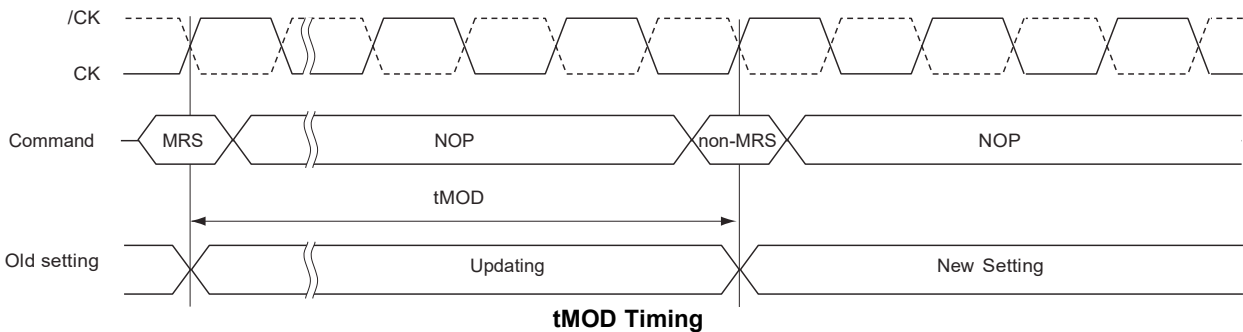 /CK
CK
Command MRS NOP non-MRS NOP
tMOD
Old setting Updating New Setting
tMOD Timing